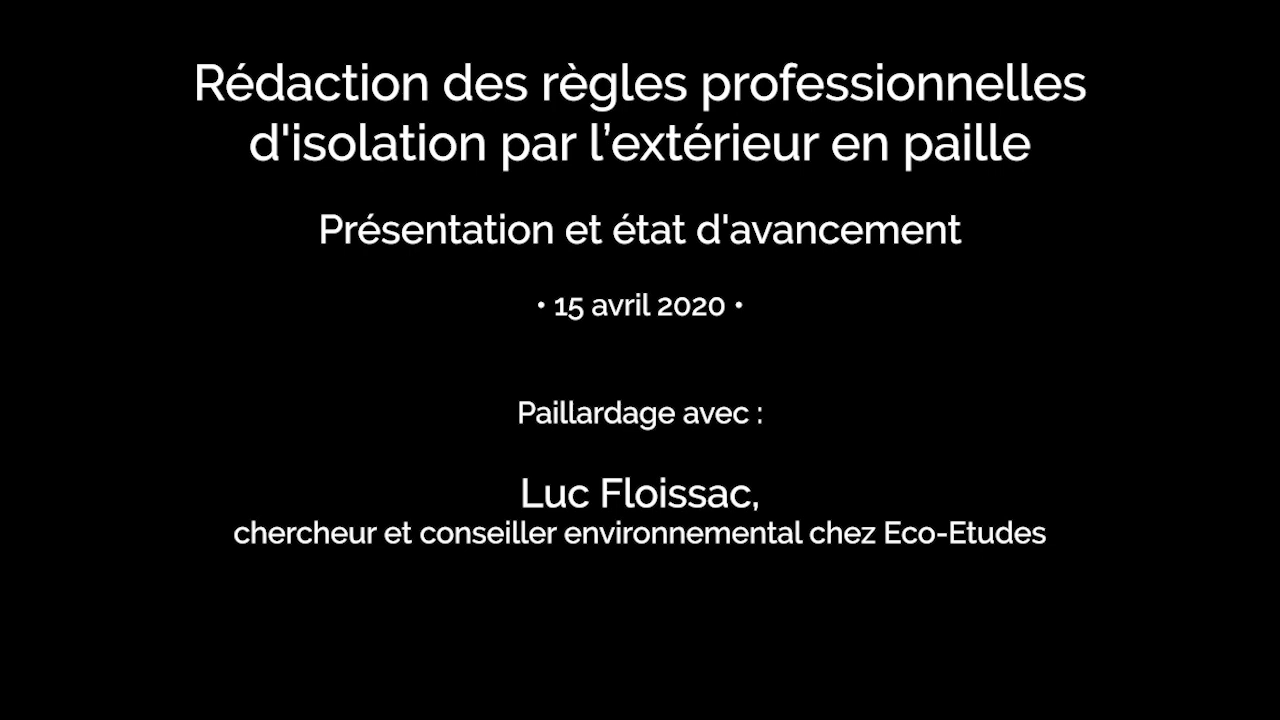 Rédaction des règles professionnelles
d'isolation par l’extérieur en paille
Présentation et état d'avancement
• 15 avril 2020 •
Paillardage avec :
Luc Floissac,
chercheur et conseiller environnemental chez Eco-Etudes